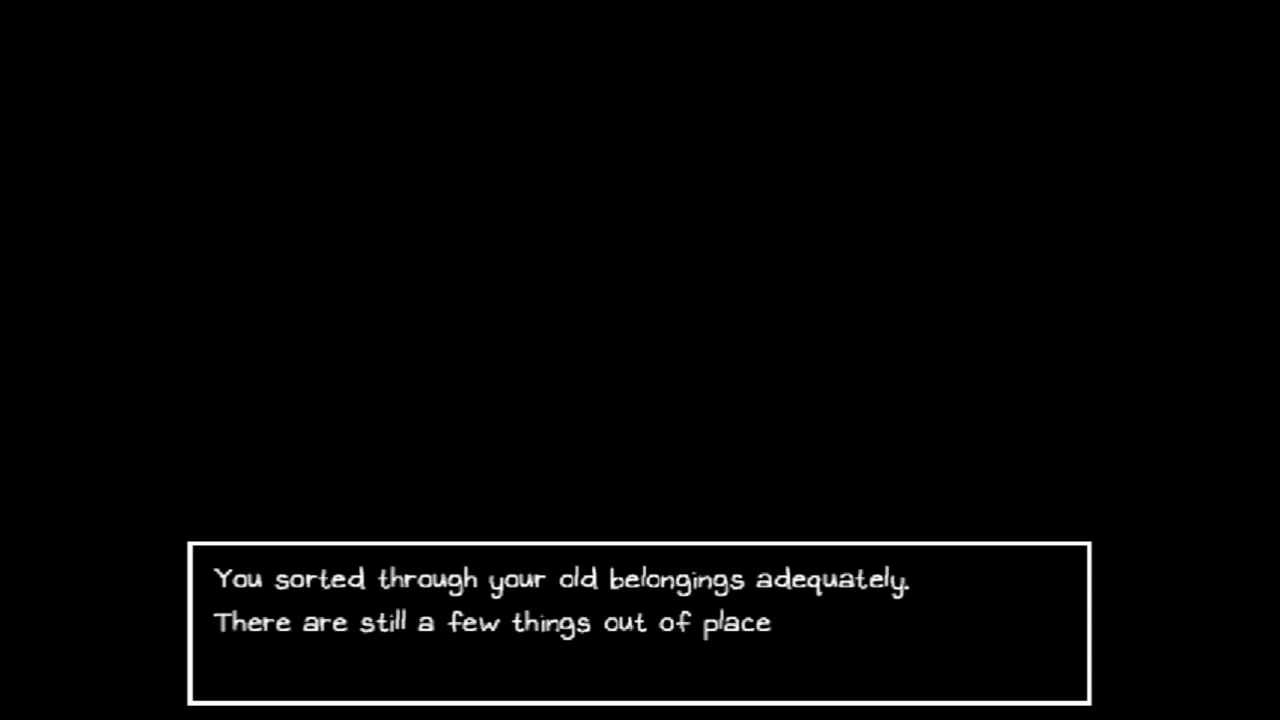 You sorted through your old belongings adequately.
There are still a few things out of place